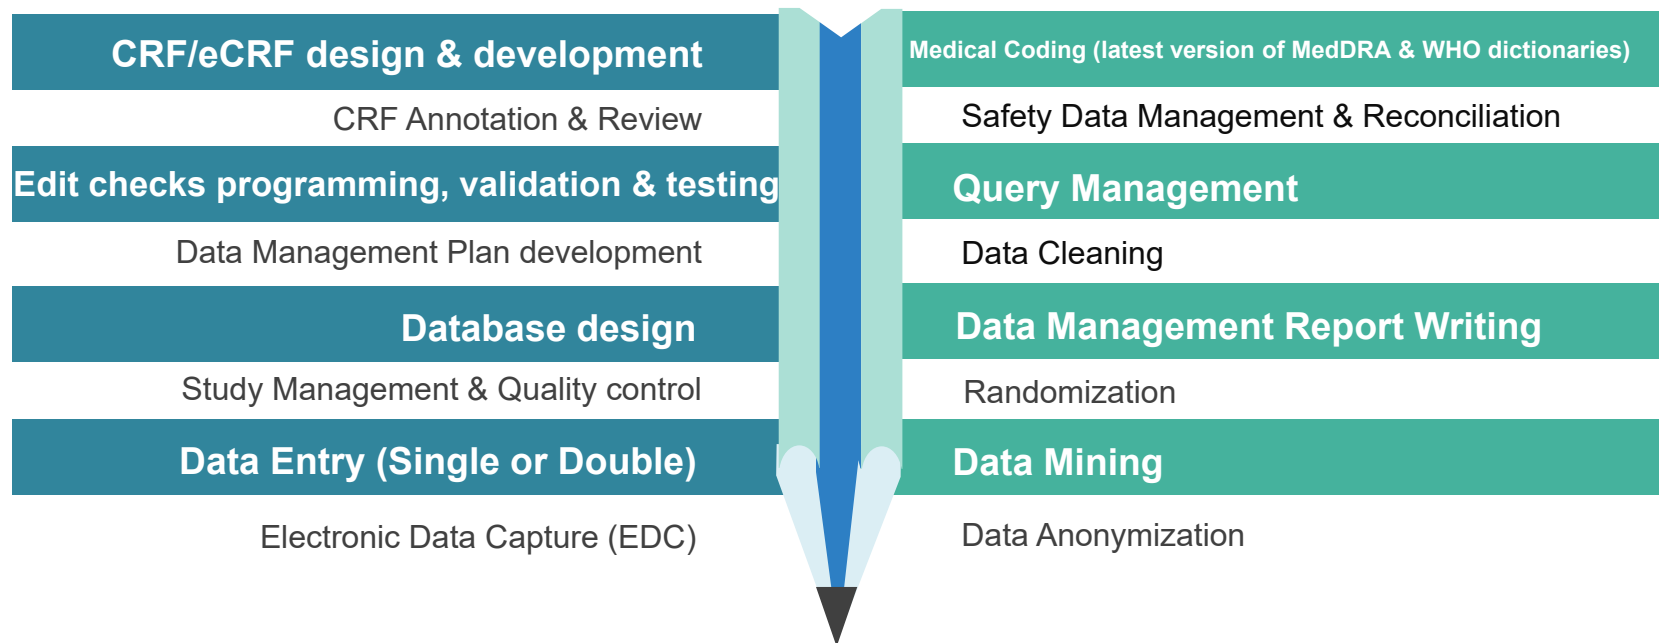 CRF/eCRF design & development
CRF Annotation & Review
Edit checks programming, validation & testing
Data Management Plan development
Database design
Study Management & Quality control
Data Entry (Single or Double)
Electronic Data Capture (EDC)
Medical Coding (latest version of MedDRA & WHO dictionaries)
Safety Data Management & Reconciliation
Query Management
Data Cleaning
Data Management Report Writing
Randomization
Data Mining
Data Anonymization